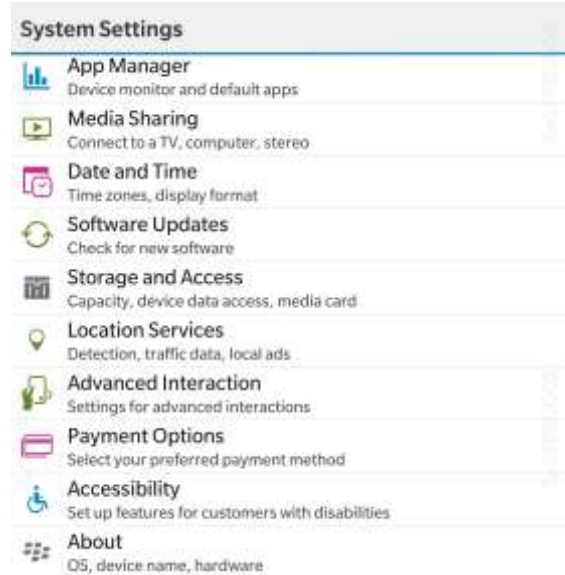 System Settings
App Manager
Device monitor and default apps
Media Sharing
Connect to a TV, computer, stereo
Date and Time
Time zones, display format
Software Updates
Check for new software
Storage and Access
Capacity, device data access, media card
Location Services
Detection, traffic data, local ads
Advanced Interaction
Settings for advanced interactions
Payment Options
Select your preferred payment method
Accessibility
Set up features for customers with disabilities
About
OS, device name, hardware